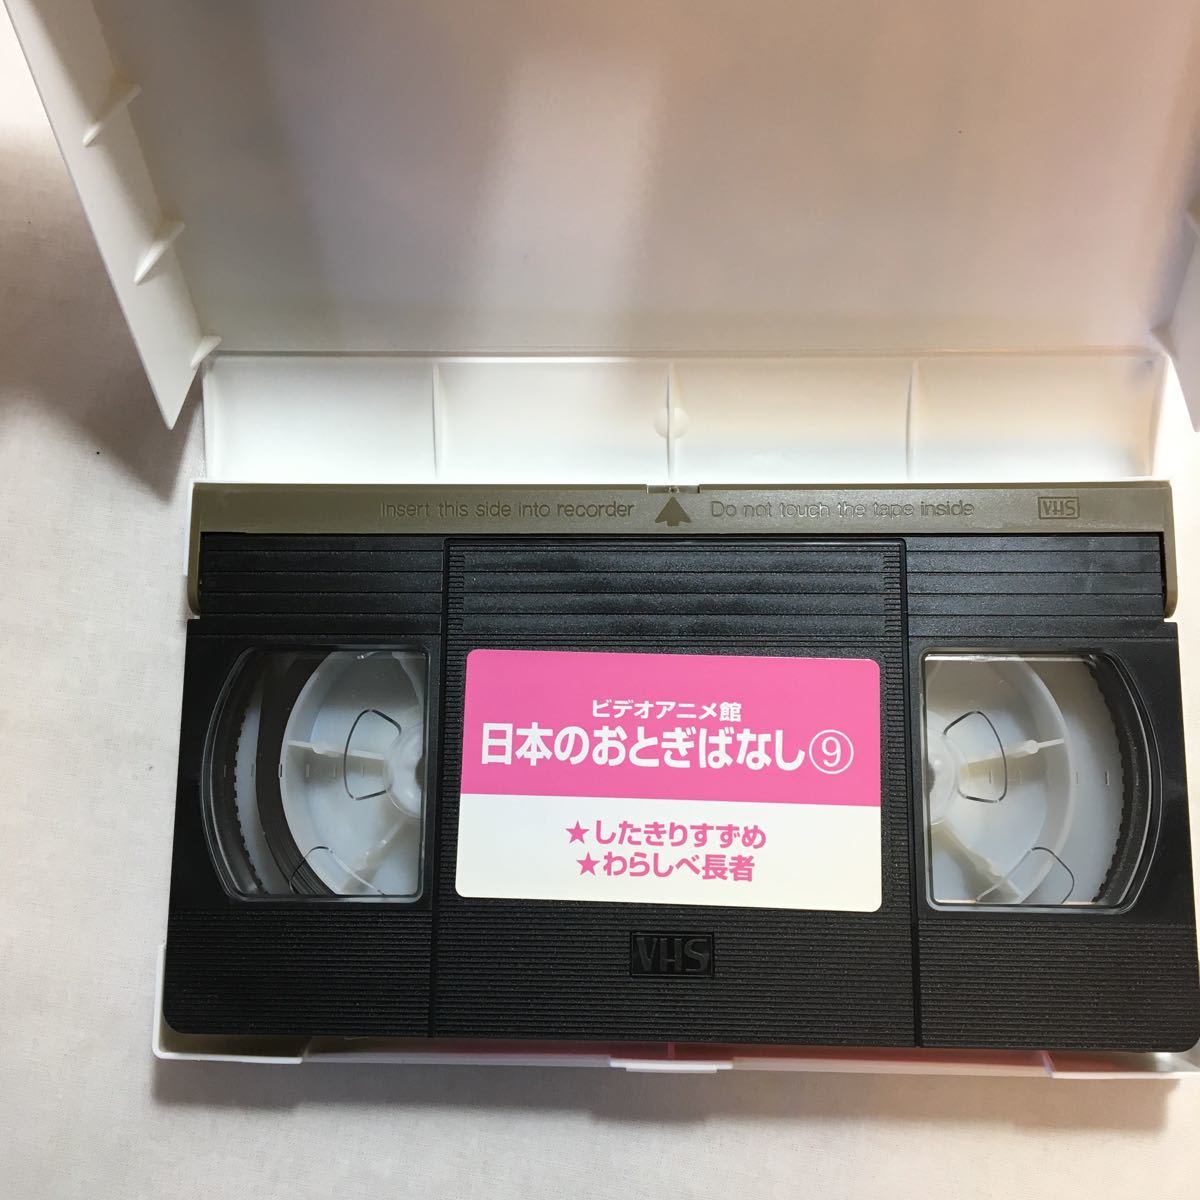 Insert this side into recorder Do not touch the tape inside VHS
ビデオアニメ館
日本のおとぎばなし⑨
★したきりすずめ
★わらしべ長者
VHS